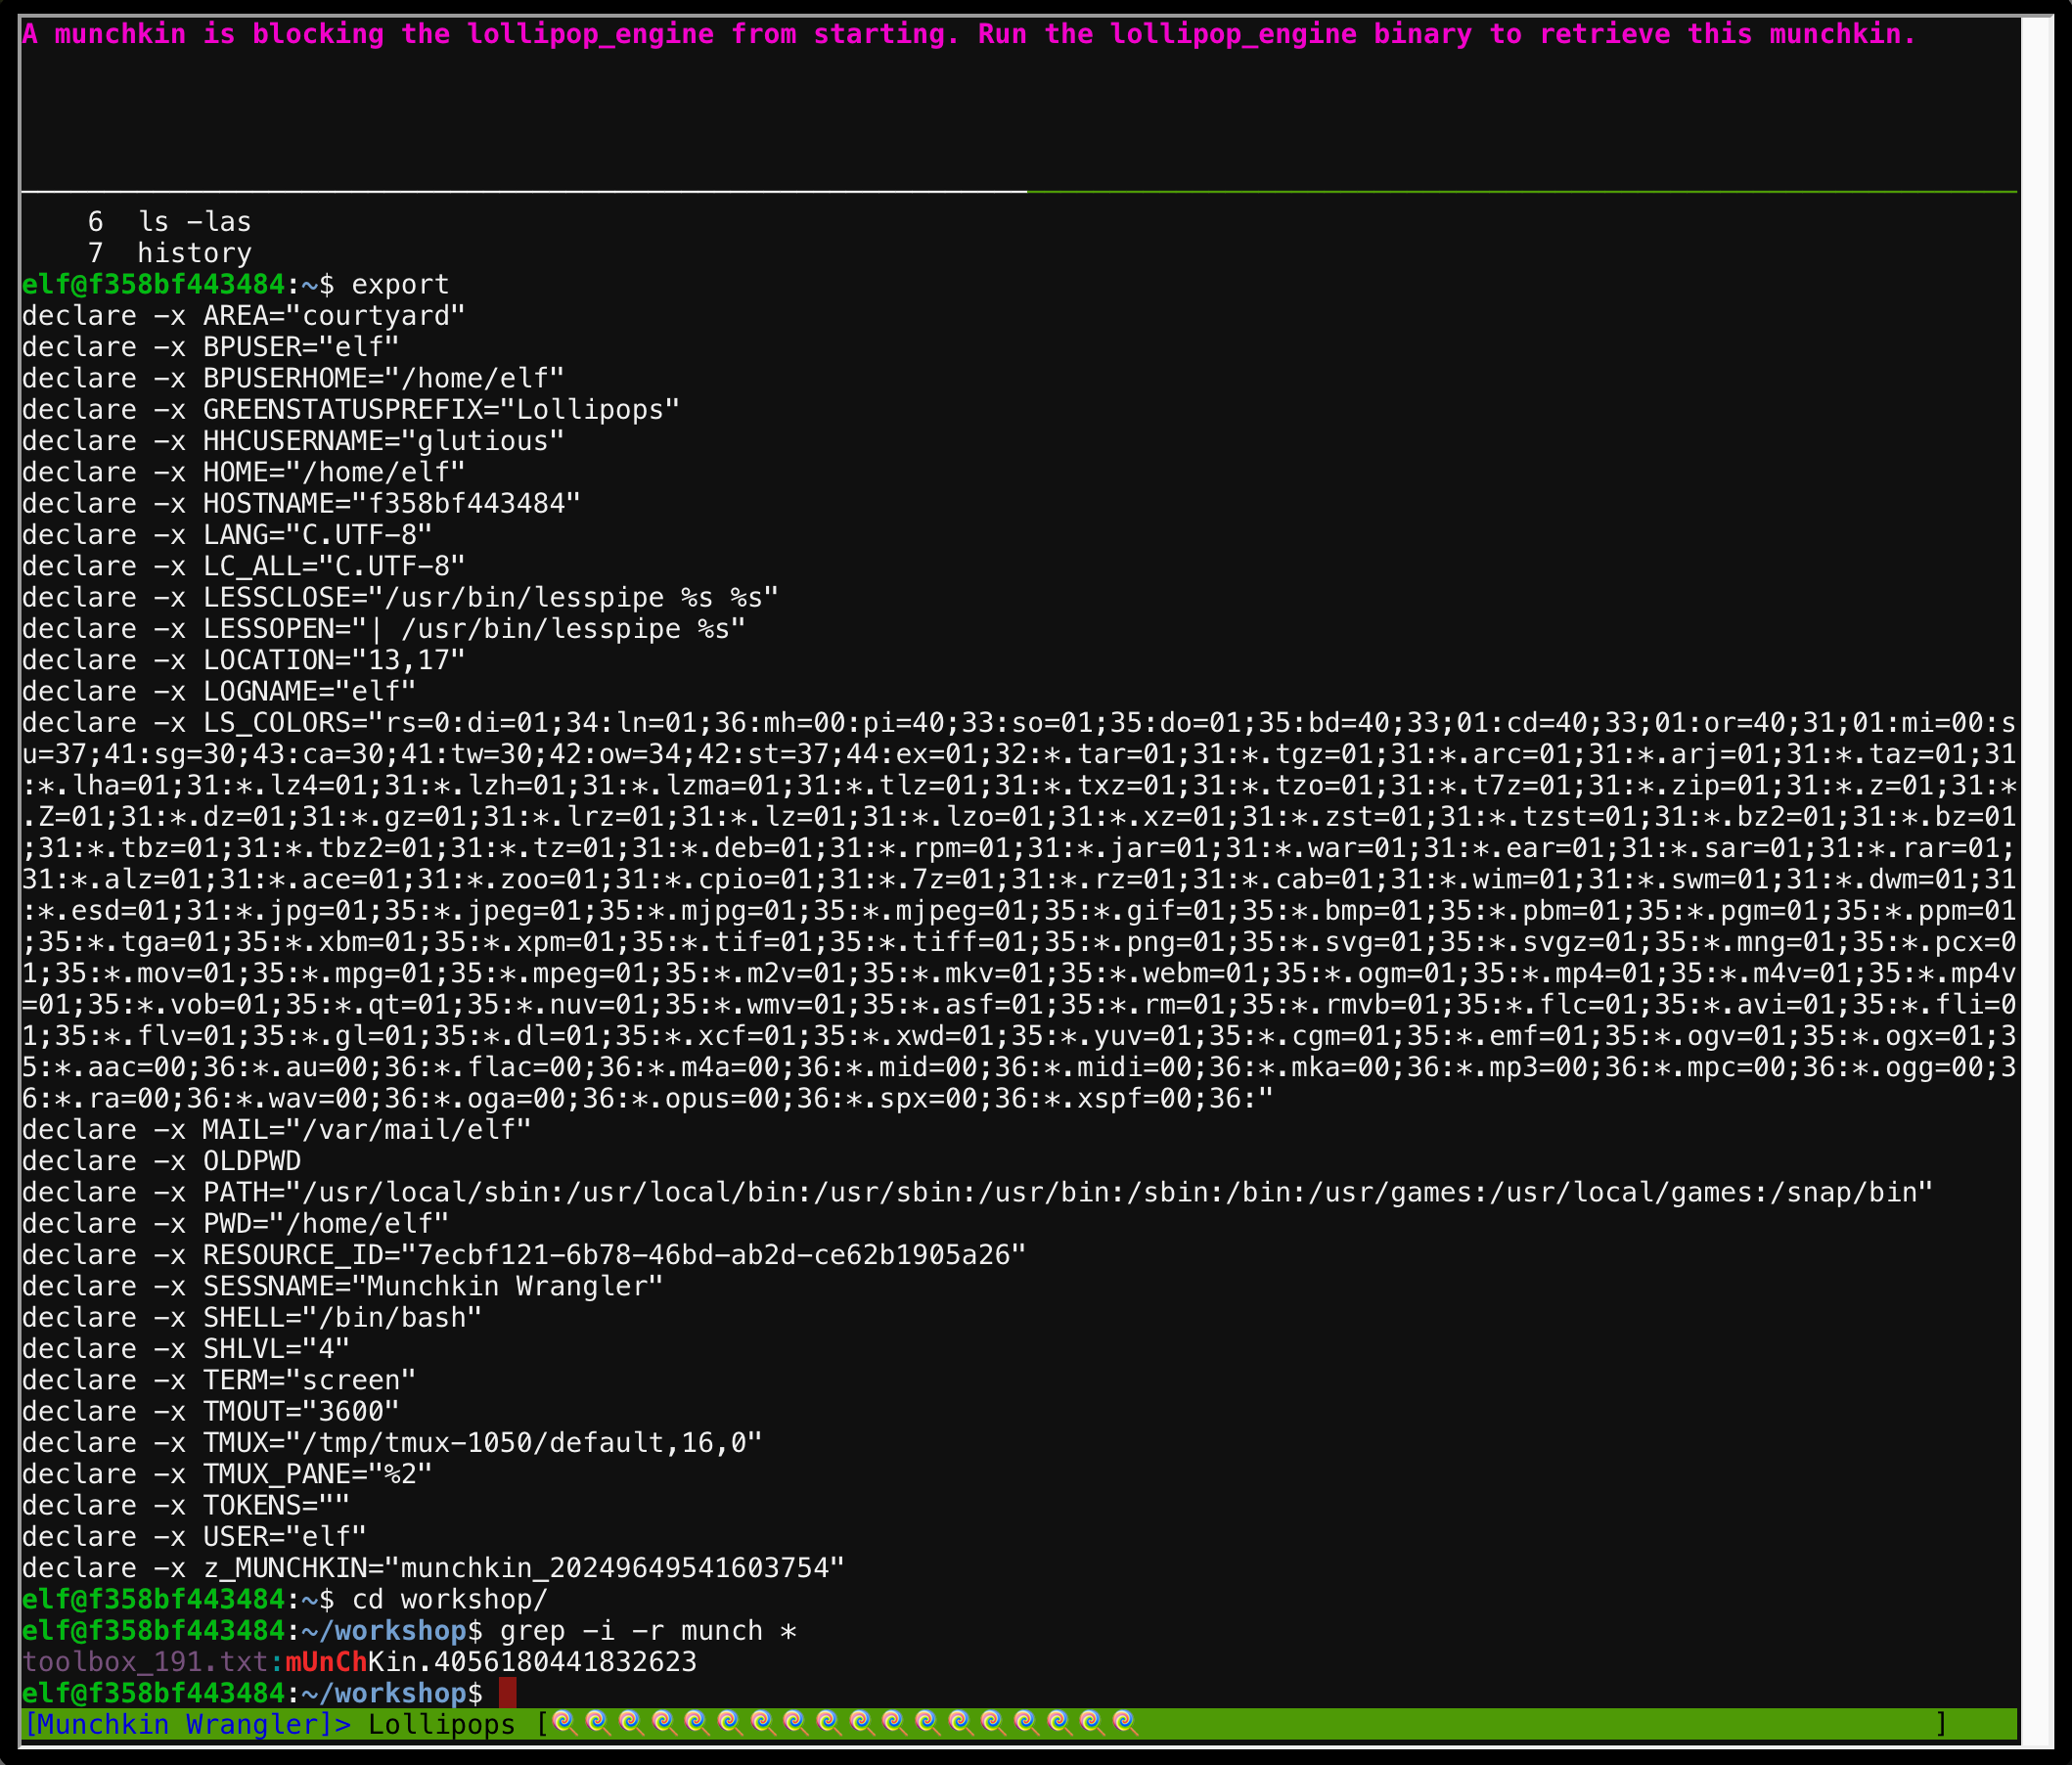 A munchkin is blocking the lollipop_engine from starting. Run the lollipop_engine binary to retrieve this munchkin.
    6  ls -las
    7  history
elf@f358bf443484:~$ export
declare -x AREA="courtyard"
declare -x BPUSER="elf"
declare -x BPUSERHOME="/home/elf"
declare -x GREENSTATUSPREFIX="Lollipops"
declare -x HHCUSERNAME="glutious"
declare -x HOME="/home/elf"
declare -x HOSTNAME="f358bf443484"
declare -x LANG="C.UTF-8"
declare -x LC_ALL="C.UTF-8"
declare -x LESSCLOSE="/usr/bin/lesspipe %s %s"
declare -x LESSOPEN="| /usr/bin/lesspipe %s"
declare -x LOCATION="13,17"
declare -x LOGNAME="elf"
declare -x LS_COLORS="rs=0:di=01;34:ln=01;36:mh=00:pi=40;33:so=01;35:do=01;35:bd=40;33;01:cd=40;33;01:or=40;31;01:mi=00:s
u=37;41:sg=30;43:ca=30;41:tw=30;42:ow=34;42:st=37;44:ex=01;32:*.tar=01;31:*.tgz=01;31:*.arc=01;31:*.arj=01;31:*.taz=01;31
:*.lha=01;31:*.lz4=01;31:*.lzh=01;31:*.lzma=01;31:*.tlz=01;31:*.txz=01;31:*.tzo=01;31:*.t7z=01;31:*.zip=01;31:*.z=01;31:*
.Z=01;31:*.dz=01;31:*.gz=01;31:*.lrz=01;31:*.lz=01;31:*.lzo=01;31:*.xz=01;31:*.zst=01;31:*.tzst=01;31:*.bz2=01;31:*.bz=01
;31:*.tbz=01;31:*.tbz2=01;31:*.tz=01;31:*.deb=01;31:*.rpm=01;31:*.jar=01;31:*.war=01;31:*.ear=01;31:*.sar=01;31:*.rar=01;
31:*.alz=01;31:*.ace=01;31:*.zoo=01;31:*.cpio=01;31:*.7z=01;31:*.rz=01;31:*.cab=01;31:*.wim=01;31:*.swm=01;31:*.dwm=01;31
:*.esd=01;31:*.jpg=01;35:*.jpeg=01;35:*.mjpg=01;35:*.mjpeg=01;35:*.gif=01;35:*.bmp=01;35:*.pbm=01;35:*.pgm=01;35:*.ppm=01
;35:*.tga=01;35:*.xbm=01;35:*.xpm=01;35:*.tif=01;35:*.tiff=01;35:*.png=01;35:*.svg=01;35:*.svgz=01;35:*.mng=01;35:*.pcx=0
1;35:*.mov=01;35:*.mpg=01;35:*.mpeg=01;35:*.m2v=01;35:*.mkv=01;35:*.webm=01;35:*.ogm=01;35:*.mp4=01;35:*.m4v=01;35:*.mp4v
=01;35:*.vob=01;35:*.qt=01;35:*.nuv=01;35:*.wmv=01;35:*.asf=01;35:*.rm=01;35:*.rmvb=01;35:*.flc=01;35:*.avi=01;35:*.fli=0
1;35:*.flv=01;35:*.gl=01;35:*.dl=01;35:*.xcf=01;35:*.xwd=01;35:*.yuv=01;35:*.cgm=01;35:*.emf=01;35:*.ogv=01;35:*.ogx=01;3
5:*.aac=00;36:*.au=00;36:*.flac=00;36:*.m4a=00;36:*.mid=00;36:*.midi=00;36:*.mka=00;36:*.mp3=00;36:*.mpc=00;36:*.ogg=00;3
6:*.ra=00;36:*.wav=00;36:*.oga=00;36:*.opus=00;36:*.spx=00;36:*.xspf=00;36:"
declare -x MAIL="/var/mail/elf"
declare -x OLDPWD
declare -x PATH="/usr/local/sbin:/usr/local/bin:/usr/sbin:/usr/bin:/sbin:/bin:/usr/games:/usr/local/games:/snap/bin"
declare -x PWD="/home/elf"
declare -x RESOURCE_ID="7ecbf121-6b78-46bd-ab2d-ce62b1905a26"
declare -x SESSNAME="Munchkin Wrangler"
declare -x SHELL="/bin/bash"
declare -x SHLVL="4"
declare -x TERM="screen"
declare -x TMOUT="3600"
declare -x TMUX="/tmp/tmux-1050/default,16,0"
declare -x TMUX_PANE="%2"
declare -x TOKENS=""
declare -x USER="elf"
declare -x z_MUNCHKIN="munchkin_20249649541603754"
elf@f358bf443484:~$ cd workshop/
elf@f358bf443484:~/workshop$ grep -i -r munch *
toolbox_191.txt:mUnChKin.4056180441832623
elf@f358bf443484:~/workshop$
[Munchkin Wrangler]> Lollipops [🍭🍭🍭🍭🍭🍭🍭🍭🍭🍭🍭🍭🍭🍭🍭🍭🍭🍭 ]